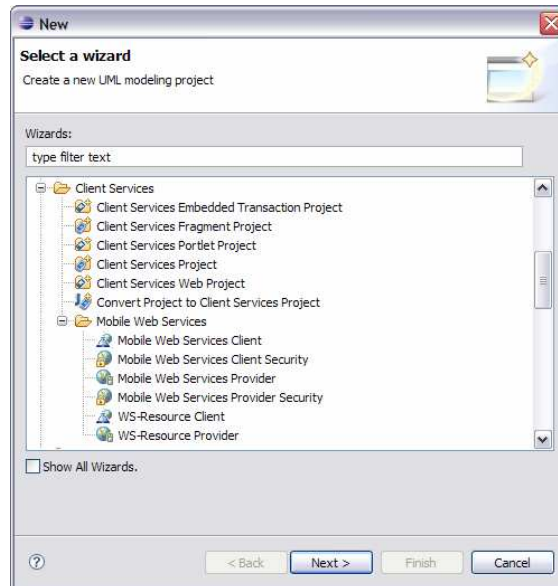 New
Select a wizard
Create a new UML modeling project
Wizards:
type filter text
Client Services
Client Services Embedded Transaction Project
Client Services Fragment Project
Client Services Portlet Project
Client Services Project
Client Services Web Project
Convert Project to Client Services Project
Mobile Web Services
Mobile Web Services Client
Mobile Web Services Client Security
Mobile Web Services Provider
Mobile Web Services Provider Security
WS-Resource Client
WS-Resource Provider
Show All Wizards.
? < Back Next > Finish Cancel